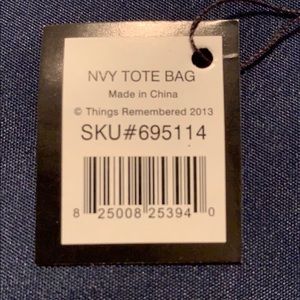 NVY TOTE BAG
Made in China
© Things Remembered 2013
SKU#695114
8 25008 25394 0